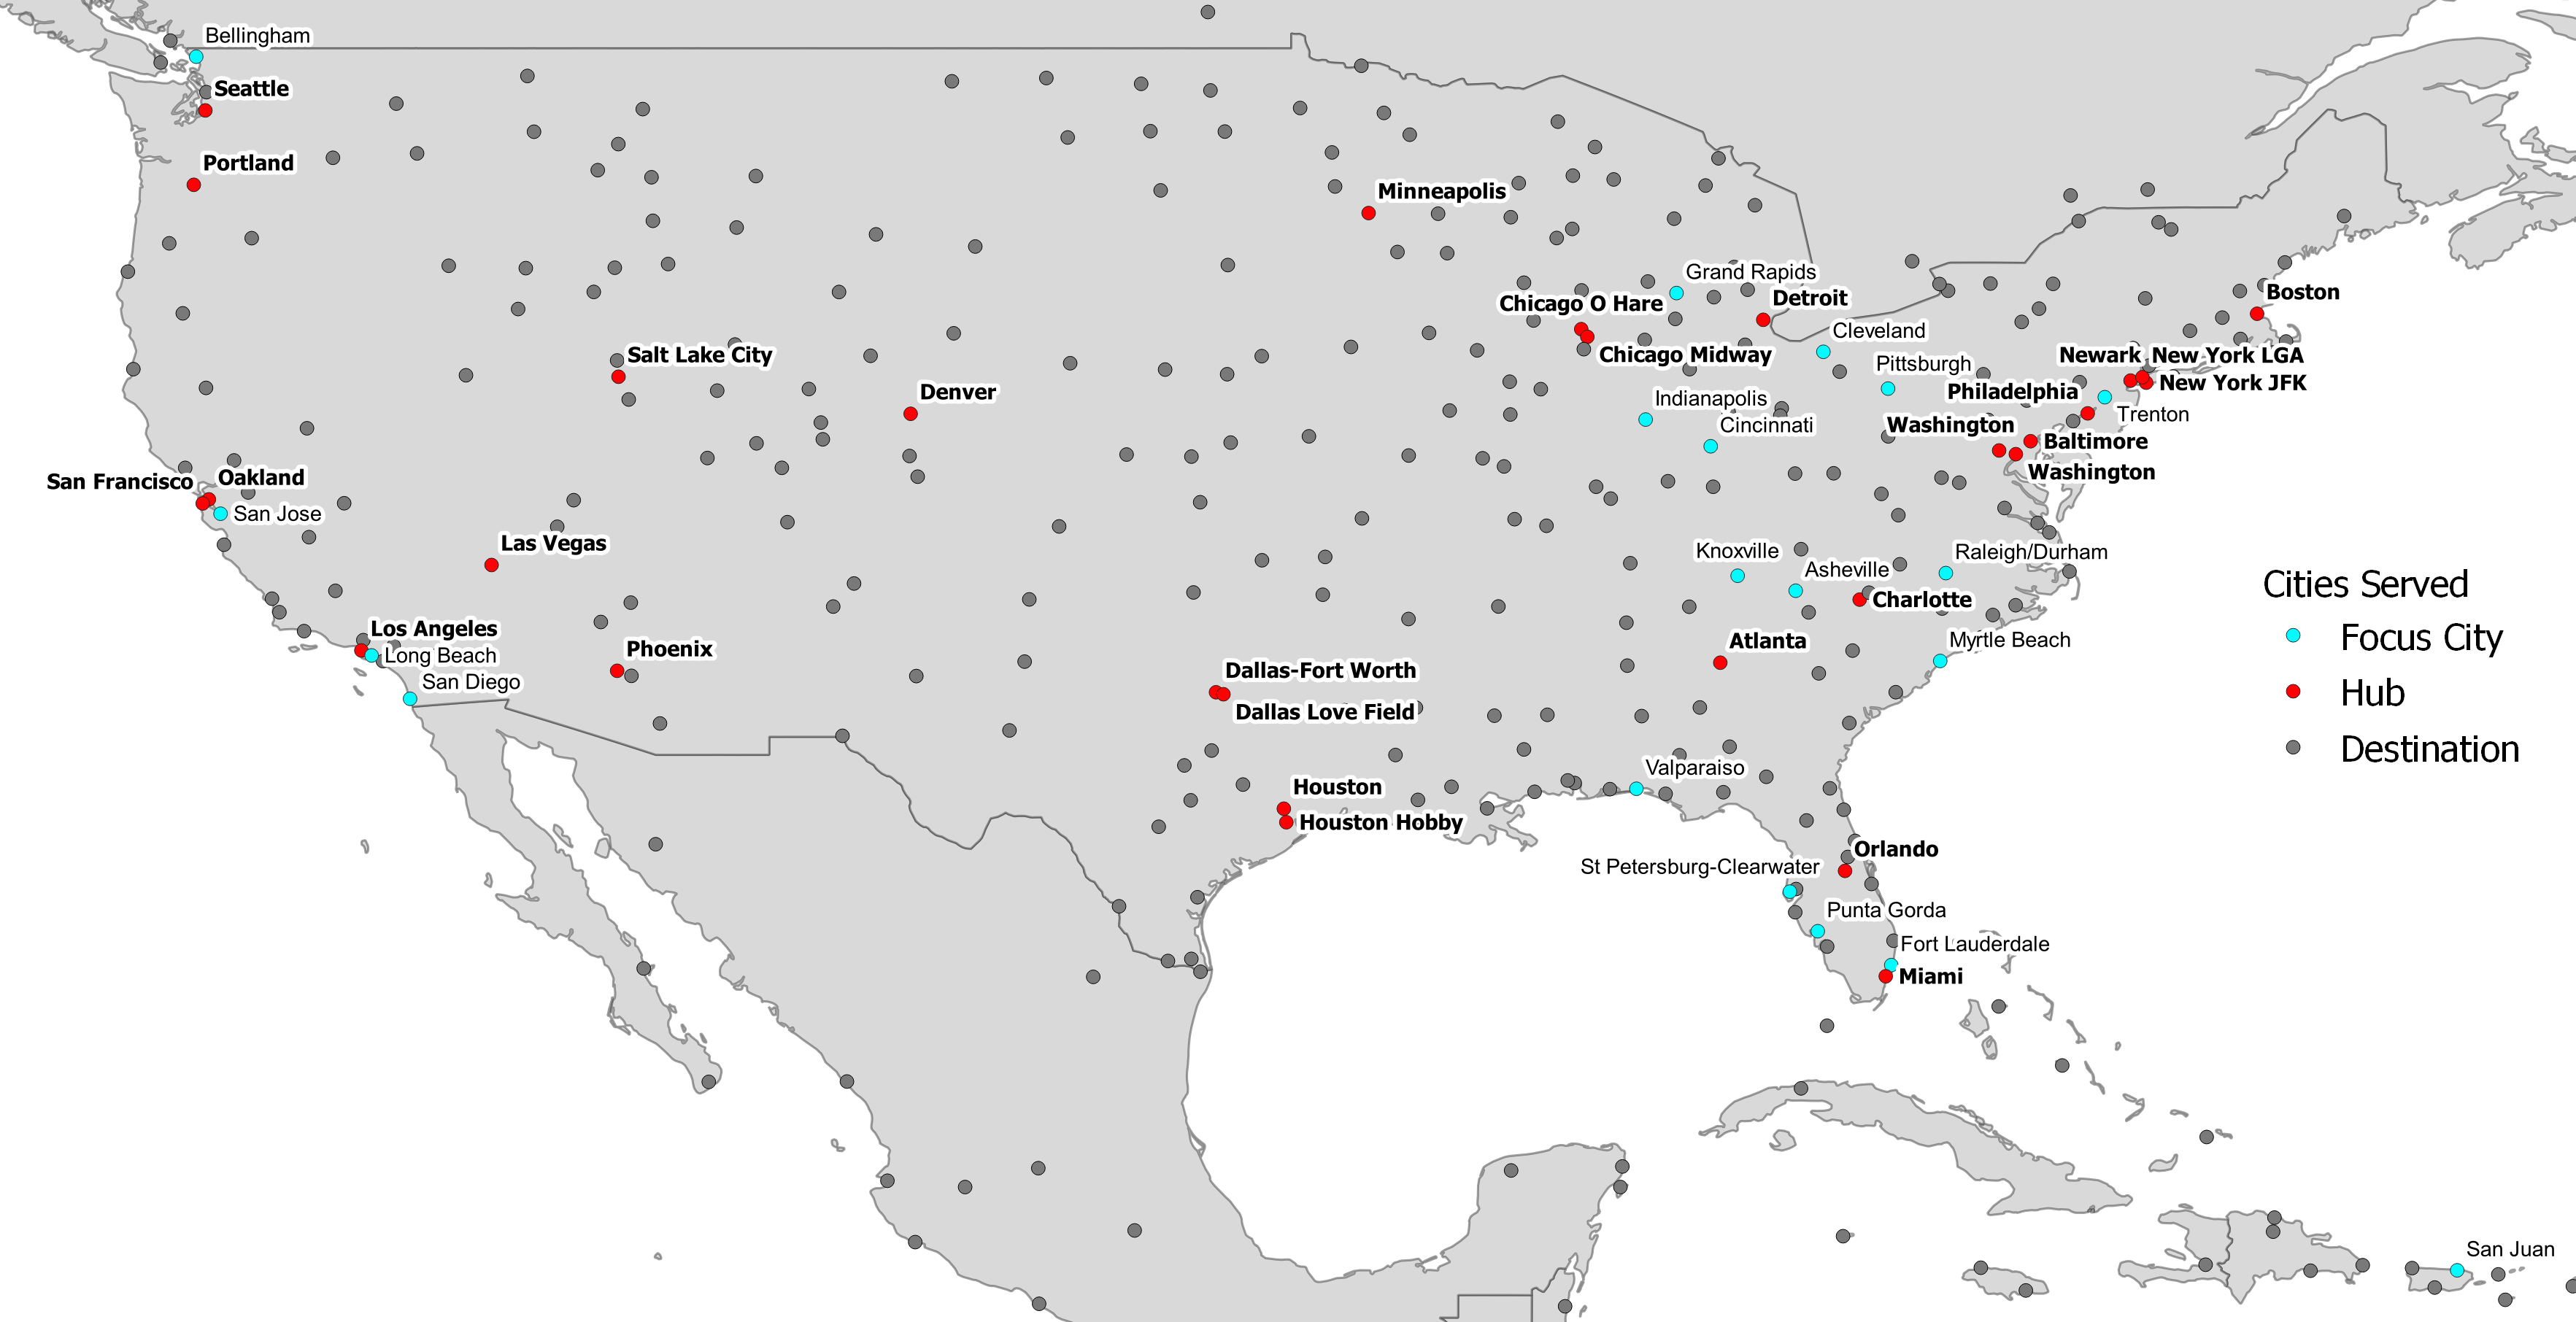 Bellingham
Seattle
Portland
Minneapolis
Grand Rapids
Boston
Detroit
Chicago O Hare
Cleveland
Salt Lake City
Chicago Midway
Newark
New York LGA
Pittsburgh
New York JFK
Denver
Philadelphia
Indianapolis
Trenton
Cincinnati
Washington
Baltimore
Washington
San Francisco
Oakland
San Jose
Las Vegas
Knoxville
Raleigh/Durham
Asheville
Charlotte
Cities Served
Focus City
Hub
Destination
Los Angeles
Long Beach
San Diego
Phoenix
Atlanta
Myrtle Beach
Dallas-Fort Worth
Dallas Love Field
Valparaiso
Houston
Houston Hobby
Orlando
St Petersburg-Clearwater
Punta Gorda
Fort Lauderdale
Miami
San Juan